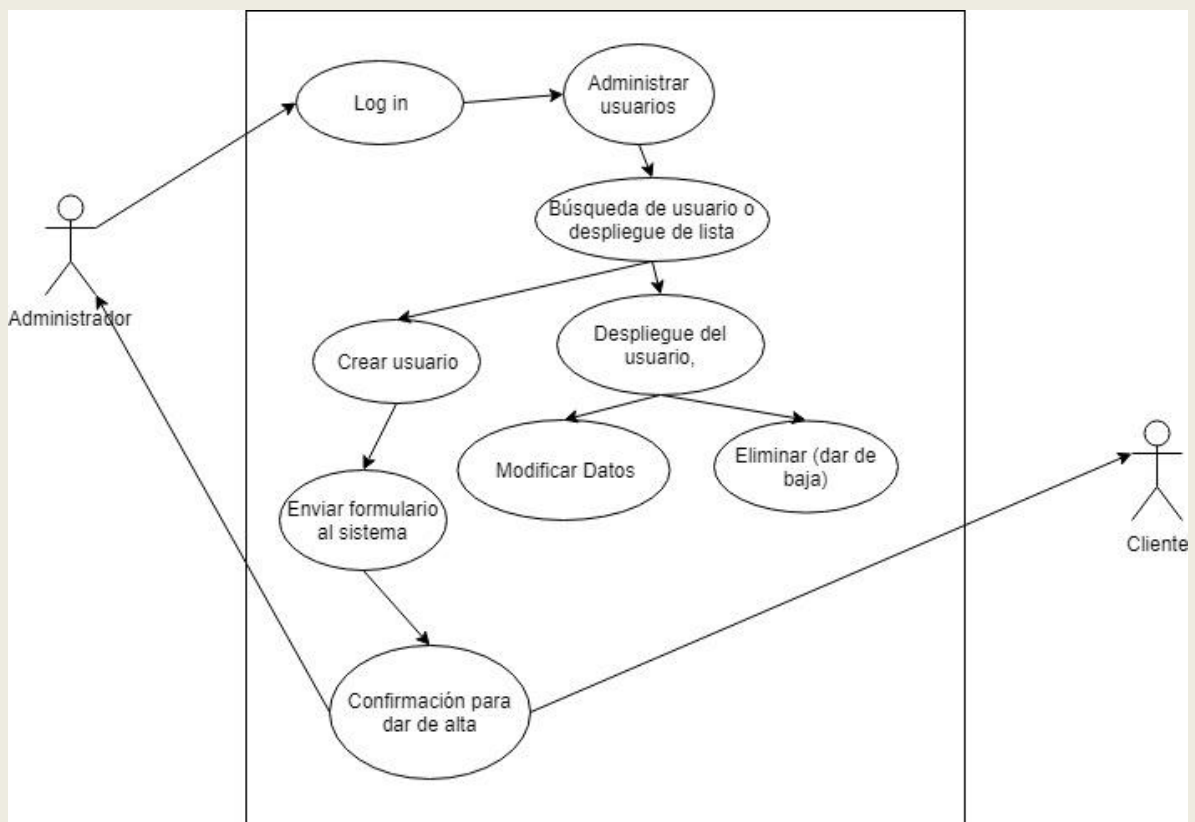 Log in
Administrar
usuarios
Búsqueda de usuario o
despliegue de lista
Administrador
Crear usuario
Despliegue del
usuario,
Modificar Datos
Eliminar (dar de
baja)
Enviar formulario
al sistema
Cliente
Confirmación para
dar de alta